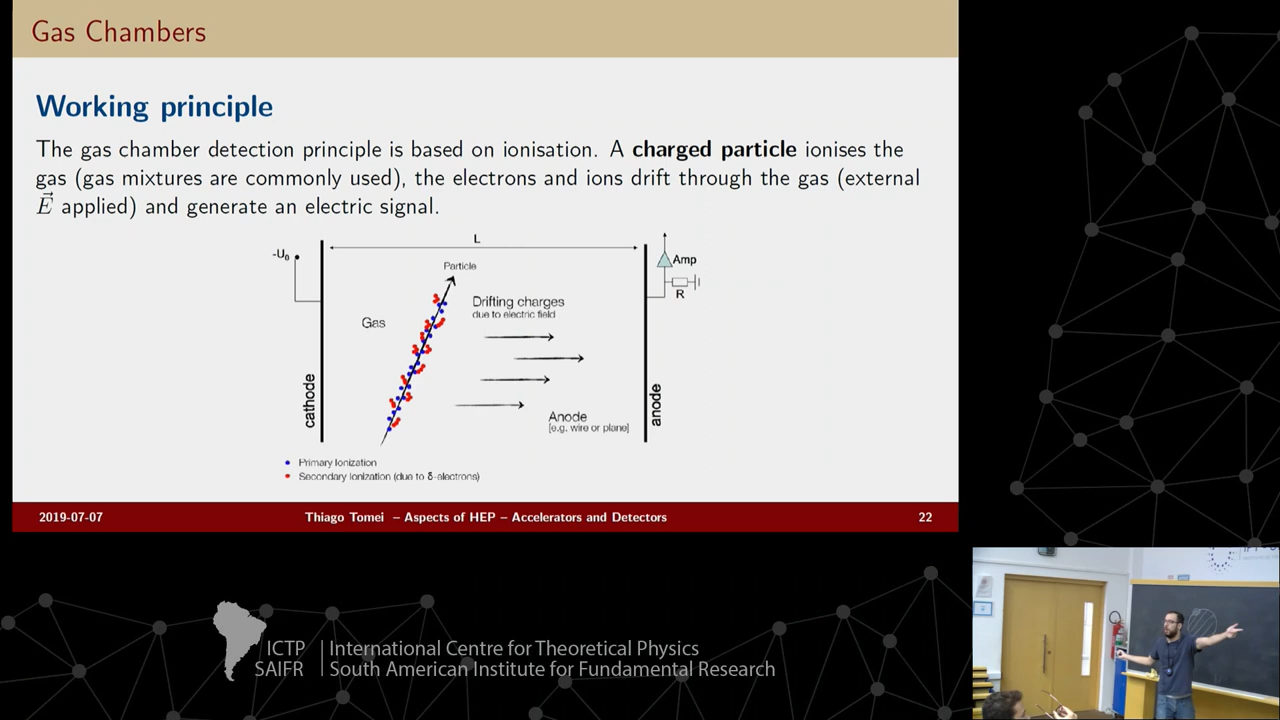 Gas Chambers
Working principle
The gas chamber detection principle is based on ionisation. A charged particle ionises the
gas (gas mixtures are commonly used), the electrons and ions drift through the gas (external
E⃗ applied) and generate an electric signal.
L
-U₀
Amp
R
Particle
Gas
Drifting charges
due to electric field
cathode
Anode
[e.g. wire or plane]
anode
Primary Ionization
Secondary Ionization (due to δ-electrons)
2019-07-07 Thiago Tomei – Aspects of HEP – Accelerators and Detectors 22
ICTP | International Centre for Theoretical Physics
SAIFR | South American Institute for Fundamental Research